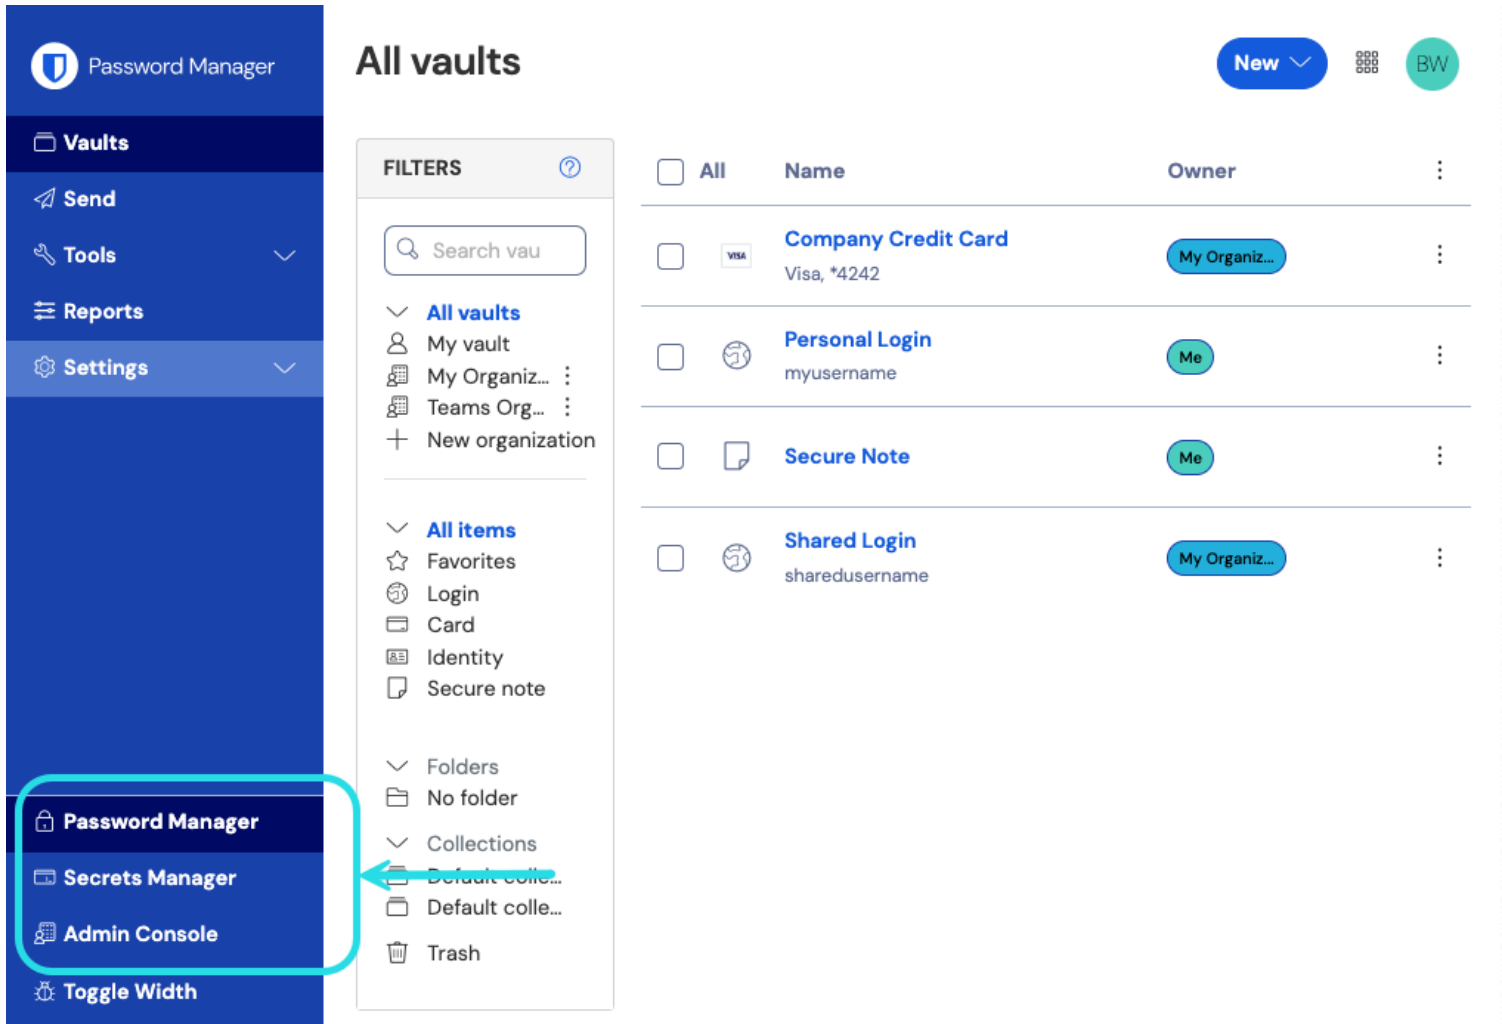 Password Manager
Vaults
Send
Tools
Reports
Settings
Password Manager
Secrets Manager
Admin Console
Toggle Width
All vaults
New
BW
FILTERS
Search vau
All vaults
My vault
My Organiz...
Teams Org...
New organization
All items
Favorites
Login
Card
Identity
Secure note
Folders
No folder
Collections
Default colle...
Default colle...
Trash
All Name Owner
VISA Company Credit Card My Organiz...
Visa, *4242
Personal Login Me
myusername
Secure Note Me
Shared Login My Organiz...
sharedusername